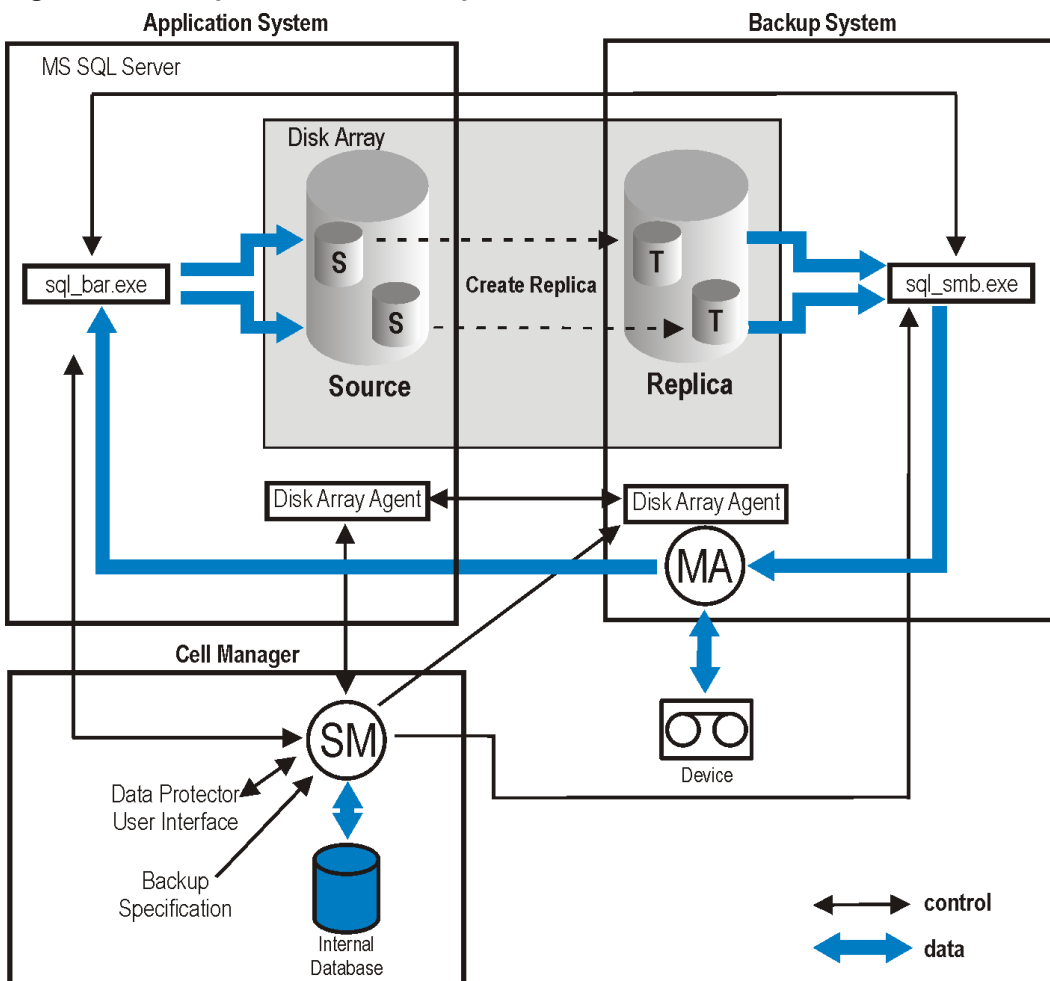 Application System
Backup System
MS SQL Server
Disk Array
S
T
sql_bar.exe
Create Replica
sql_smb.exe
S
T
Source
Replica
Disk Array Agent
Disk Array Agent
MA
Cell Manager
SM
Device
Data Protector
User Interface
Backup
Specification
Internal
Database
control
data